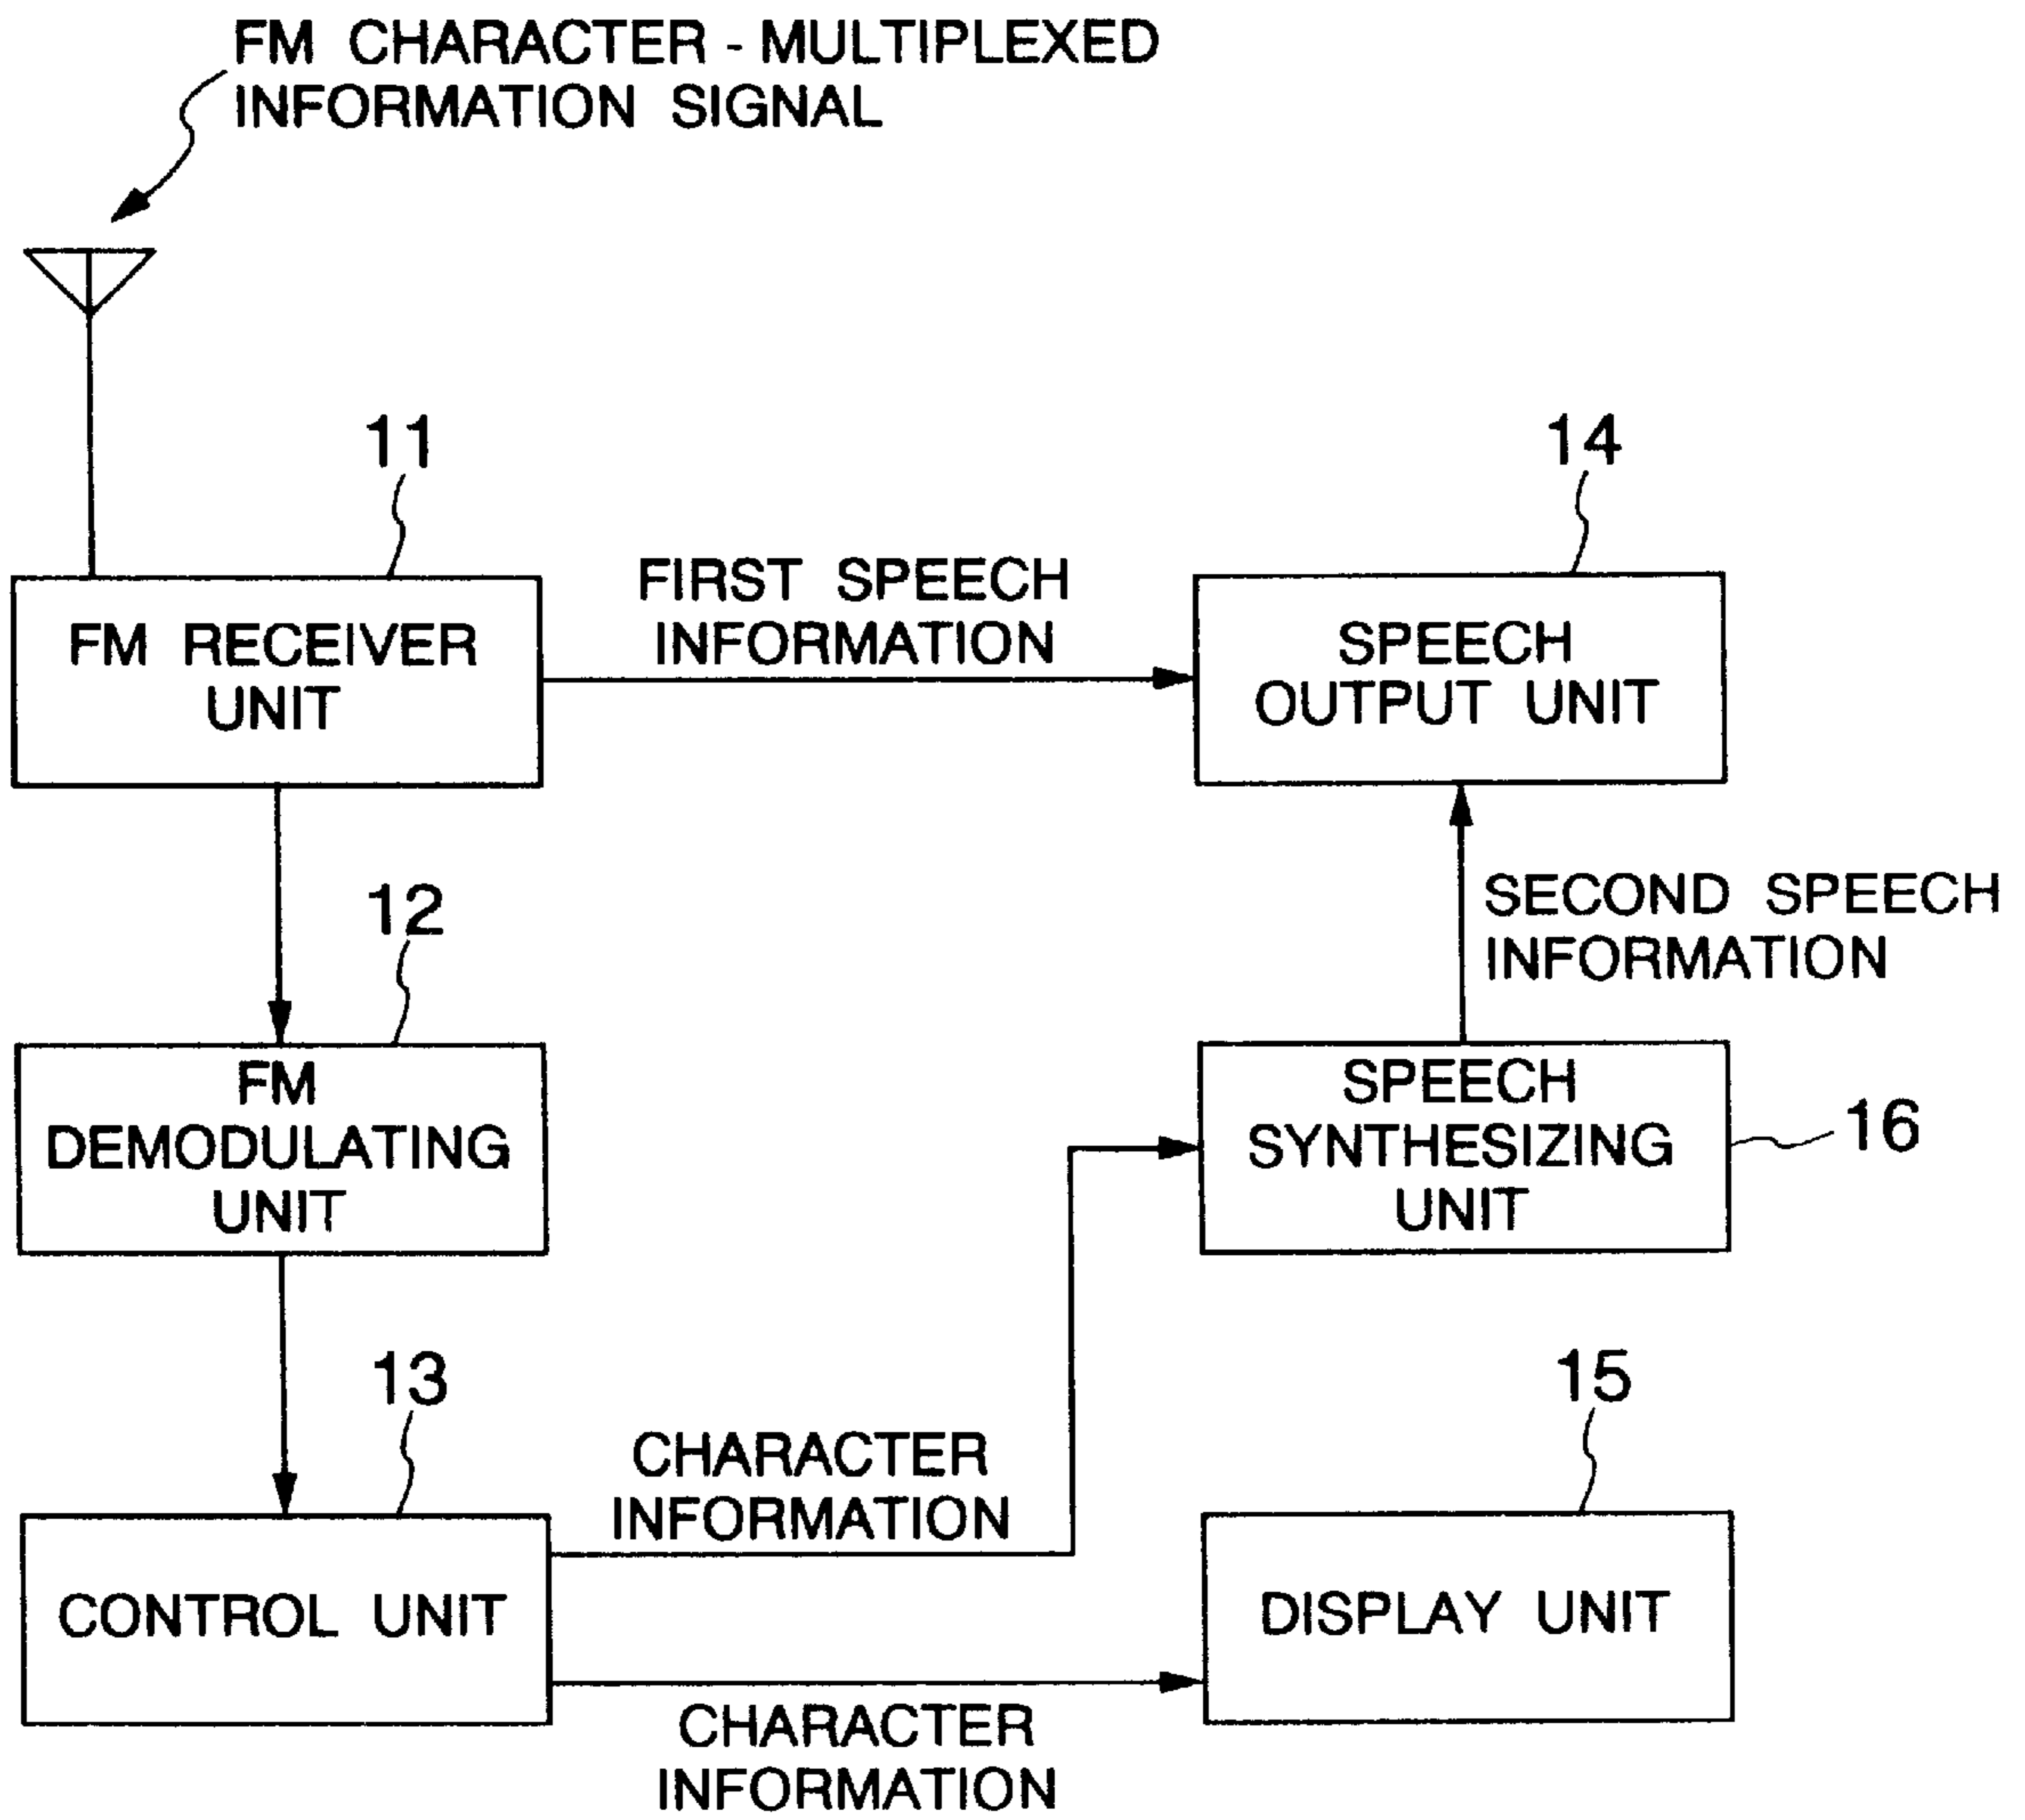 FM CHARACTER - MULTIPLEXED
INFORMATION SIGNAL
11
14
FM RECEIVER
UNIT
FIRST SPEECH
INFORMATION
SPEECH
OUTPUT UNIT
12
SECOND SPEECH
INFORMATION
FM
DEMODULATING
UNIT
SPEECH
SYNTHESIZING
UNIT
16
13
15
CHARACTER
INFORMATION
CONTROL UNIT
DISPLAY UNIT
CHARACTER
INFORMATION